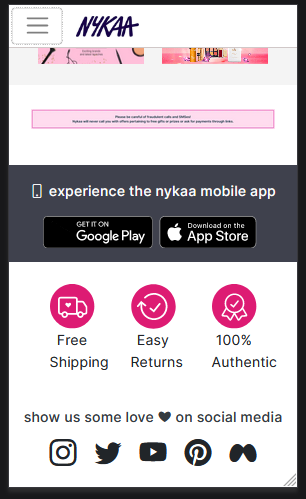 NYKAA
Please be careful of fraudulent calls and SMSes!
Nykaa will never call you with offers pertaining to free gifts or prizes or ask for payments through links.
experience the nykaa mobile app
GET IT ON
Google Play
Download on the
App Store
Free
Shipping
Easy
Returns
100%
Authentic
show us some love on social media